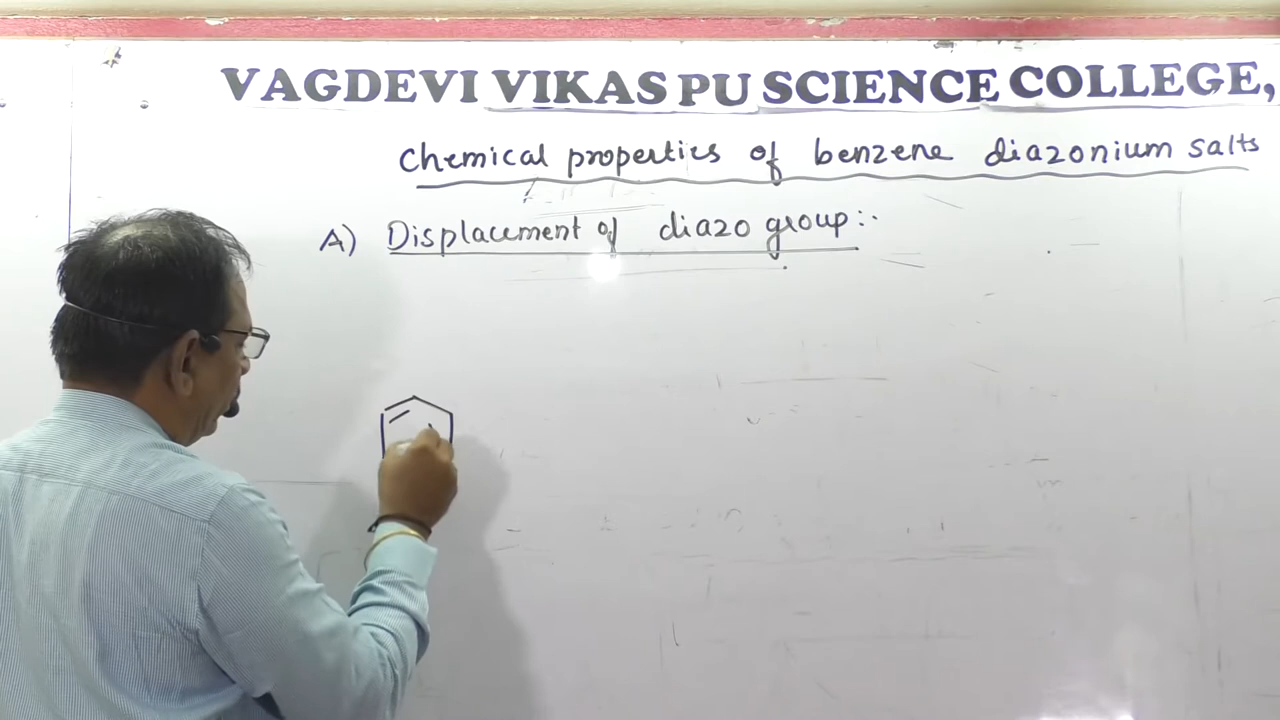 VAGDEVI VIKAS PU SCIENCE COLLEGE,
Chemical properties of benzene diazonium salts
A) Displacement of diazo group:-